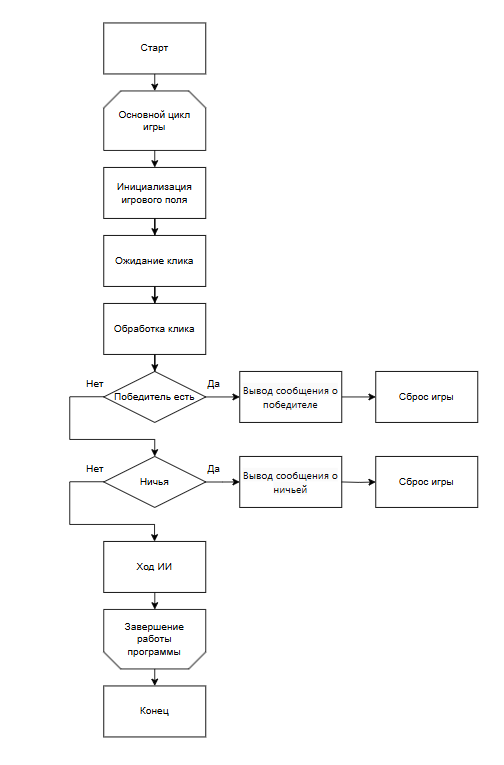 Старт
Основной цикл
игры
Инициализация
игрового поля
Ожидание клика
Обработка клика
Нет
Победитель есть
Да
Вывод сообщения о
победителе
Сброс игры
Нет
Ничья
Да
Вывод сообщения о
ничьей
Сброс игры
Ход ИИ
Завершение
работы
программы
Конец